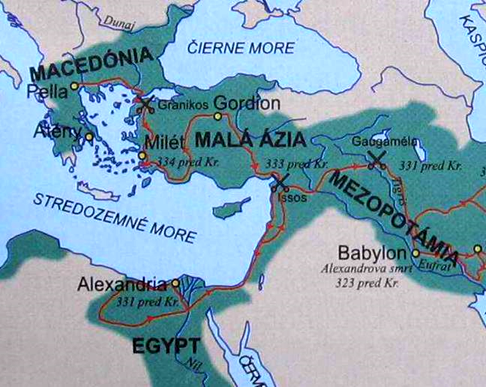 Dunaj
ČIERNE MORE
MACEDÓNIA
Pella
Granikos
Gordion
Atény
Milét
MALÁ ÁZIA
334 pred Kr.
333 pred Kr.
Gaugaméla
331 pred Kr.
Issos
Tigris
MEZOPOTÁMIA
STREDOZEMNÉ MORE
Babylon
Eufrat
Alexandrova smrť
323 pred Kr.
Alexandria
331 pred Kr.
EGYPT
Níl